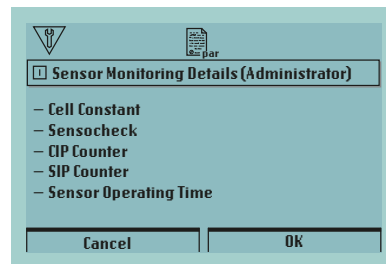 par
Sensor Monitoring Details (Administrator)
– Cell Constant
– Sensocheck
– CIP Counter
– SIP Counter
– Sensor Operating Time
Cancel OK